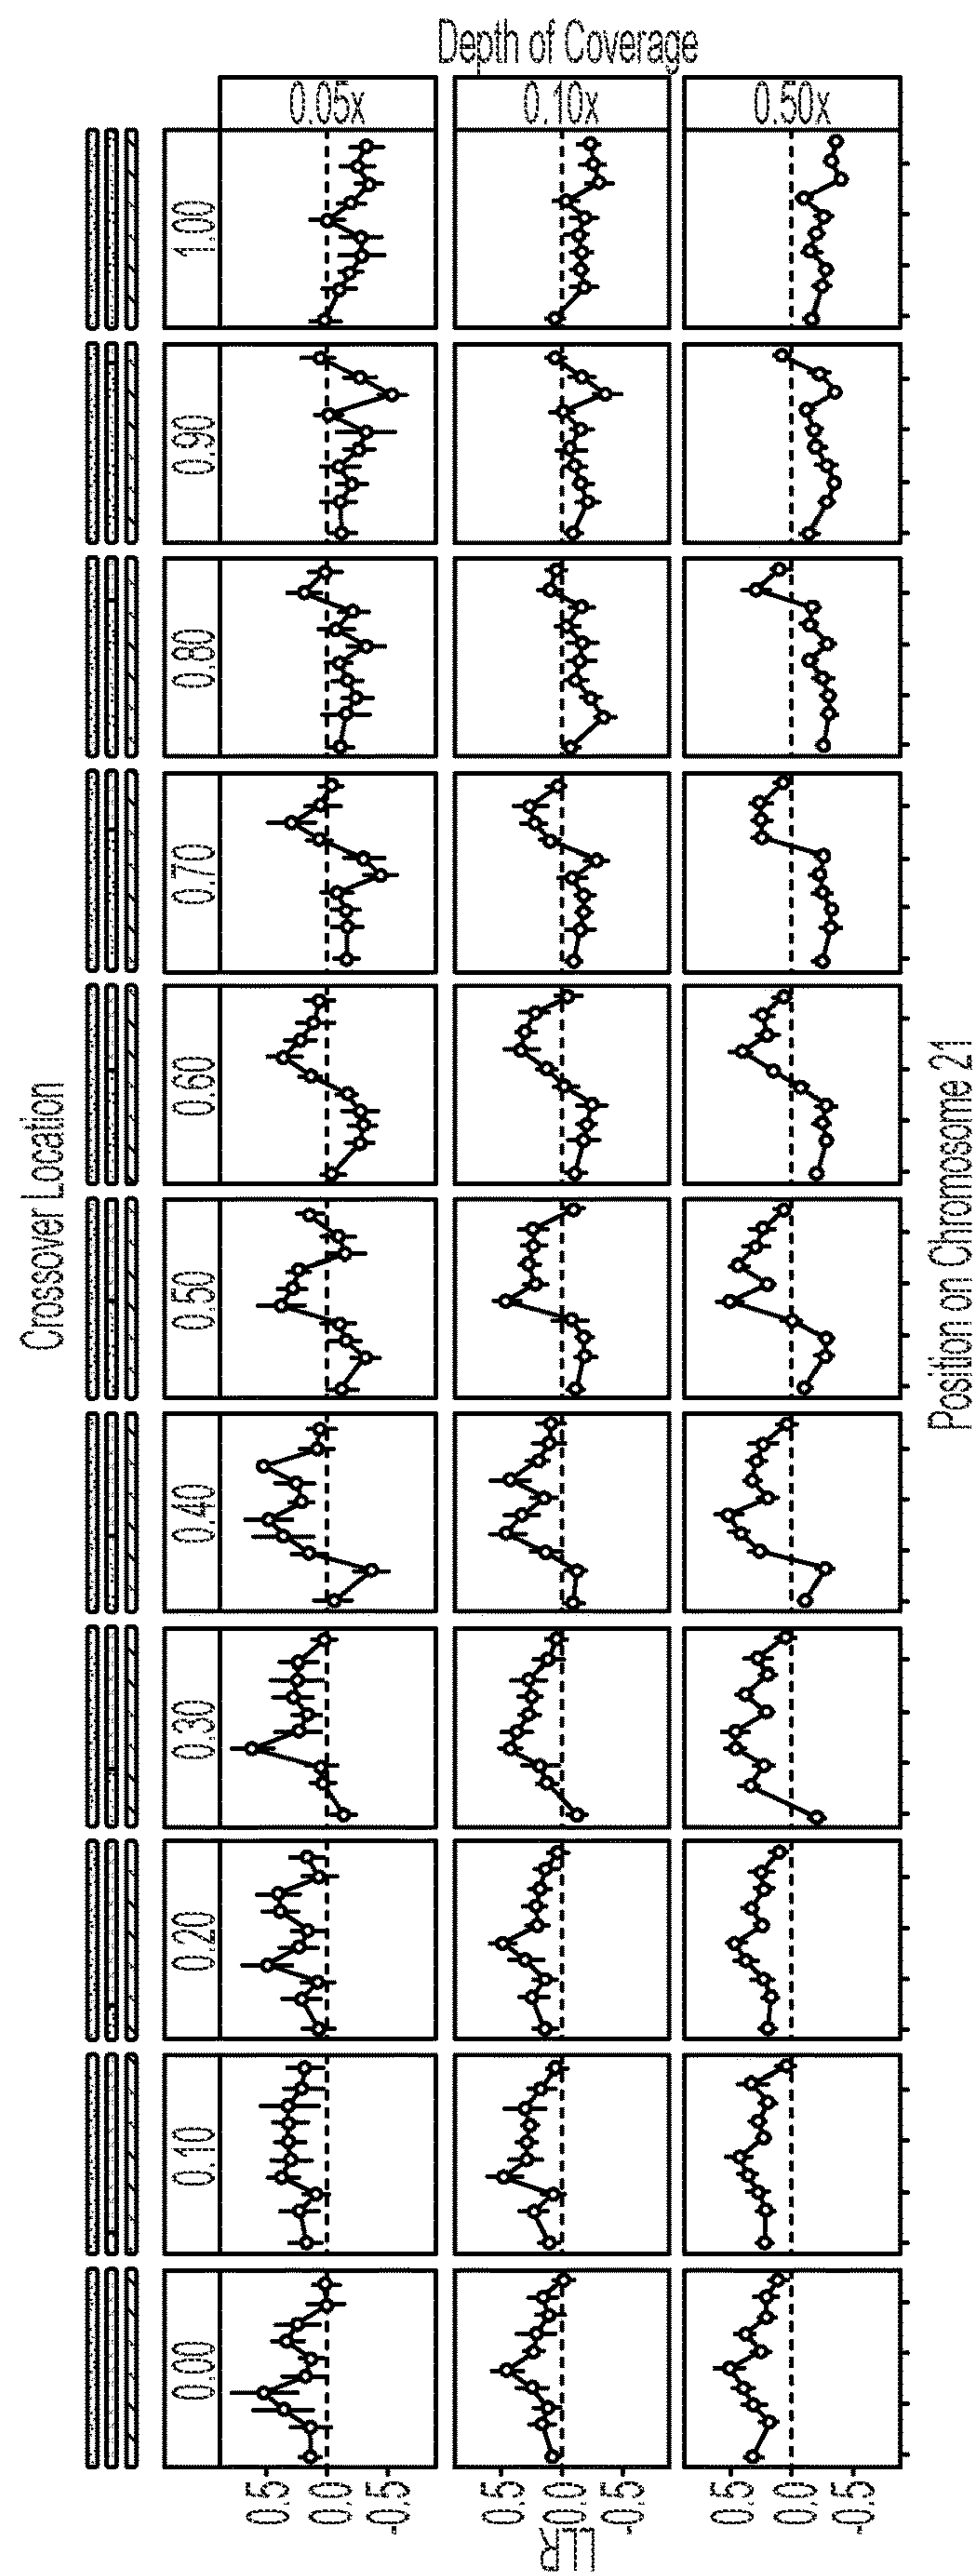 Crossover Location
0.00 0.10 0.20 0.30 0.40 0.50 0.60 0.70 0.80 0.90 1.00
Depth of Coverage
0.05x
0.10x
0.50x
LLR
0.5
0.0
-0.5
0.5
0.0
-0.5
0.5
0.0
-0.5
Position on Chromosome 21